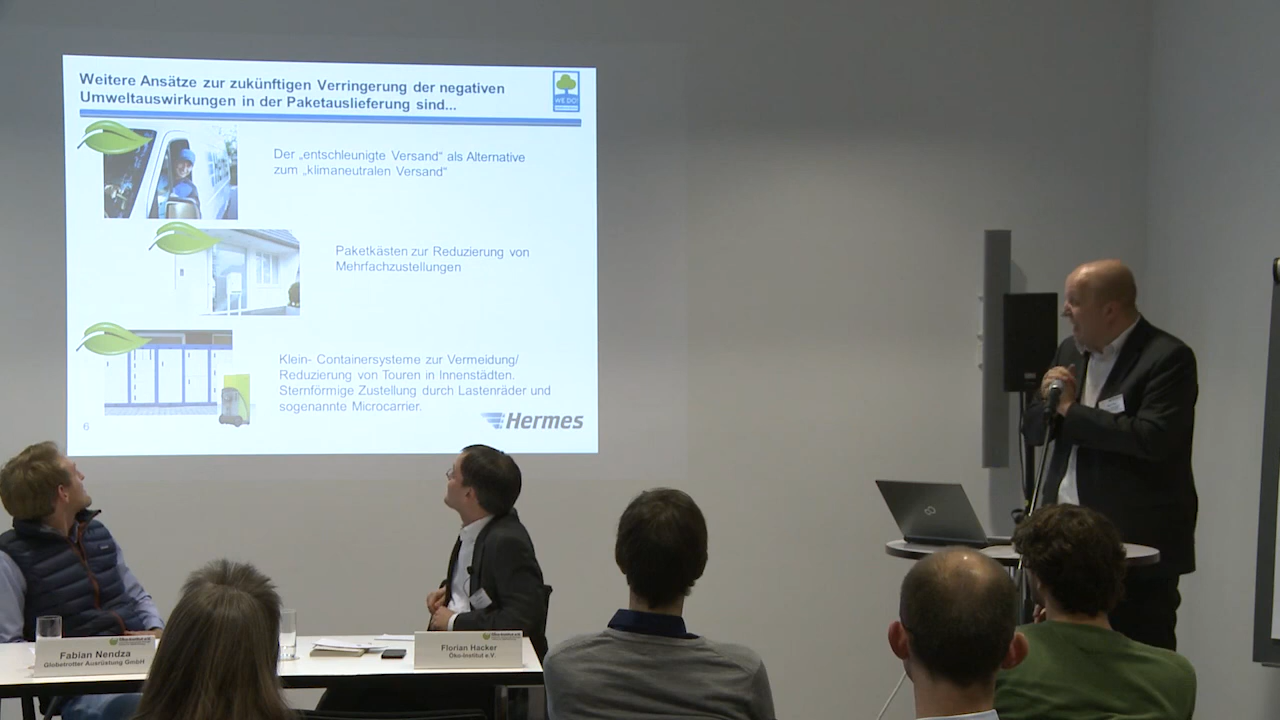 Weitere Ansätze zur zukünftigen Verringerung der negativen
Umweltauswirkungen in der Paketauslieferung sind...
WE DO!
Der „entschleunigte Versand“ als Alternative
zum „klimaneutralen Versand“
Paketkästen zur Reduzierung von
Mehrfachzustellungen
Klein- Containersysteme zur Vermeidung/
Reduzierung von Touren in Innenstädten.
Sternförmige Zustellung durch Lastenräder und
sogenannte Microcarrier.
6
Hermes
Fabian Nendza
Globetrotter Ausrüstung GmbH
Florian Hacker
Öko-Institut e.V.